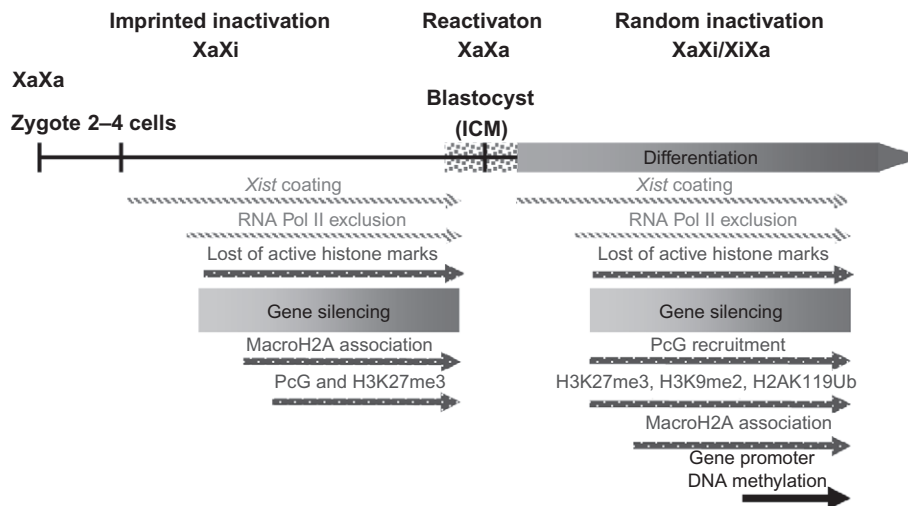 Imprinted inactivation
XaXi
Reactivaton
XaXa
Random inactivation
XaXi/XiXa
XaXa
Zygote 2–4 cells
Blastocyst
(ICM)
Differentiation
Xist coating
RNA Pol II exclusion
Lost of active histone marks
Gene silencing
MacroH2A association
PcG and H3K27me3
Xist coating
RNA Pol II exclusion
Lost of active histone marks
Gene silencing
PcG recruitment
H3K27me3, H3K9me2, H2AK119Ub
MacroH2A association
Gene promoter
DNA methylation